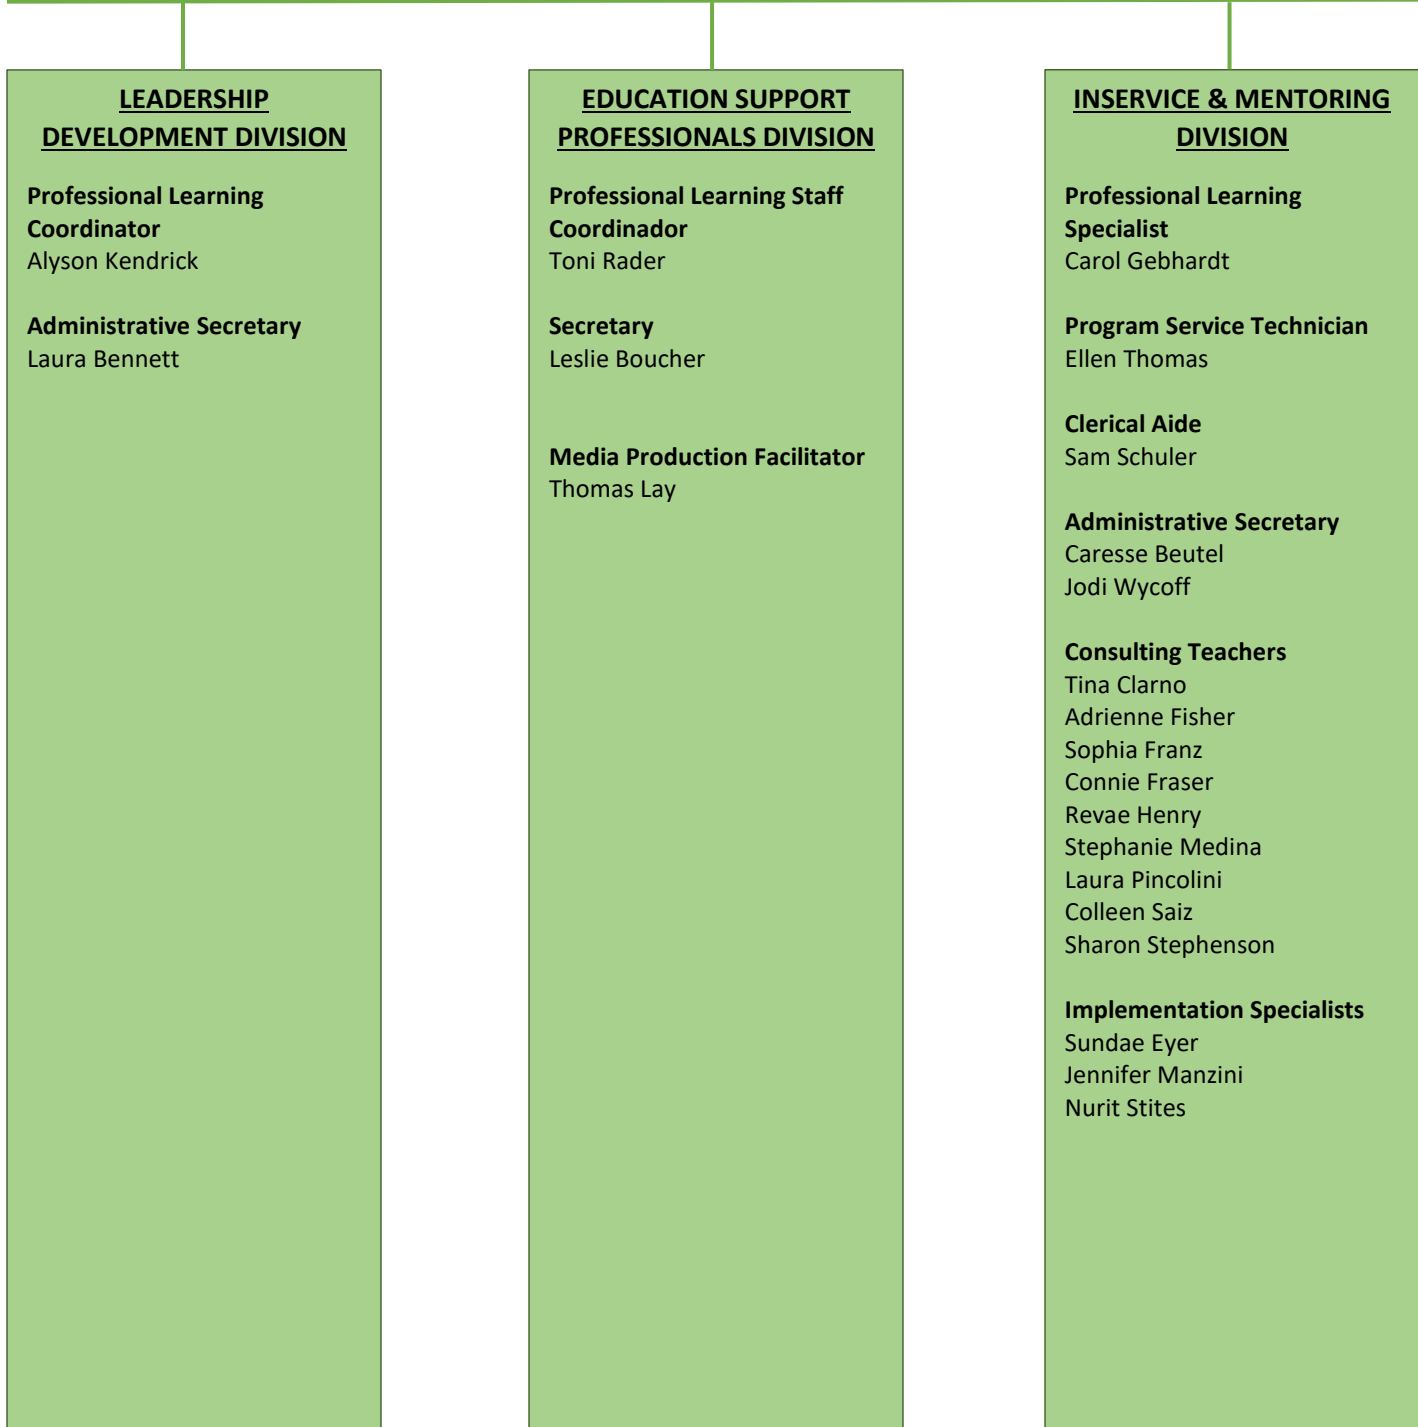 LEADERSHIP
DEVELOPMENT DIVISION
Professional Learning
Coordinator
Alyson Kendrick
Administrative Secretary
Laura Bennett
EDUCATION SUPPORT
PROFESSIONALS DIVISION
Professional Learning Staff
Coordinador
Toni Rader
Secretary
Leslie Boucher
Media Production Facilitator
Thomas Lay
INSERVICE & MENTORING
DIVISION
Professional Learning
Specialist
Carol Gebhardt
Program Service Technician
Ellen Thomas
Clerical Aide
Sam Schuler
Administrative Secretary
Caresse Beutel
Jodi Wycoff
Consulting Teachers
Tina Clarno
Adrienne Fisher
Sophia Franz
Connie Fraser
Revae Henry
Stephanie Medina
Laura Pincolini
Colleen Saiz
Sharon Stephenson
Implementation Specialists
Sundae Eyer
Jennifer Manzini
Nurit Stites